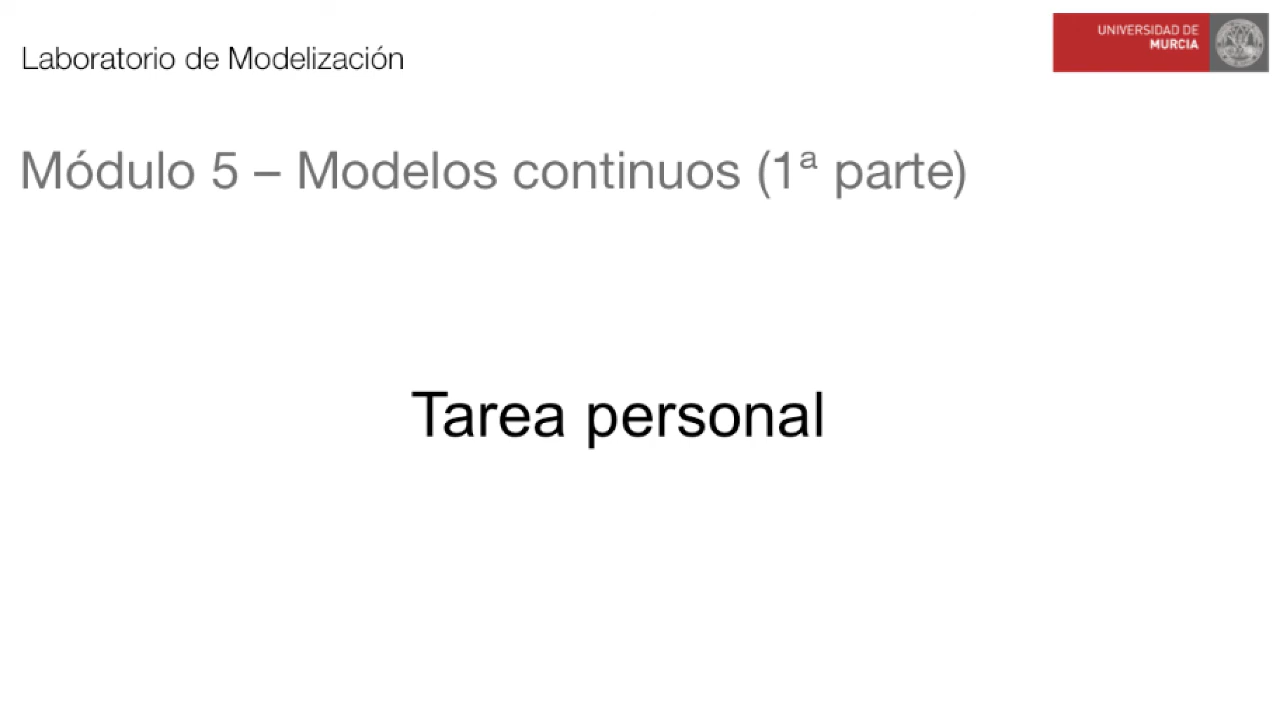 Laboratorio de Modelización
UNIVERSIDAD DE
MURCIA
Módulo 5 – Modelos continuos (1ª parte)
Tarea personal